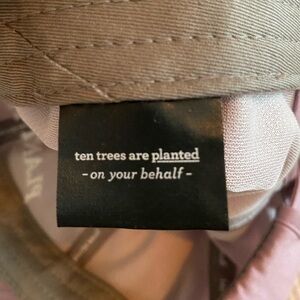 ten trees are planted
- on your behalf -